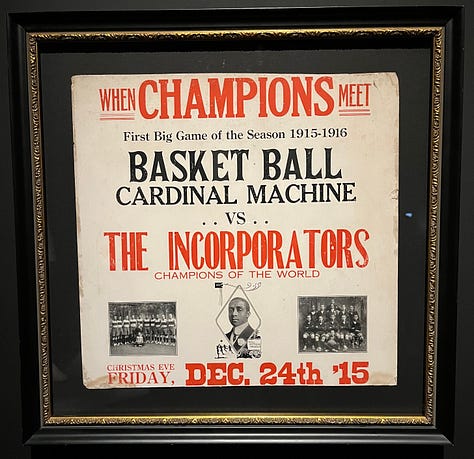 WHEN CHAMPIONS MEET
First Big Game of the Season 1915-1916
BASKET BALL
CARDINAL MACHINE
. . VS . .
THE INCORPORATORS
CHAMPIONS OF THE WORLD
CHRISTMAS EVE
FRIDAY, DEC. 24th '15